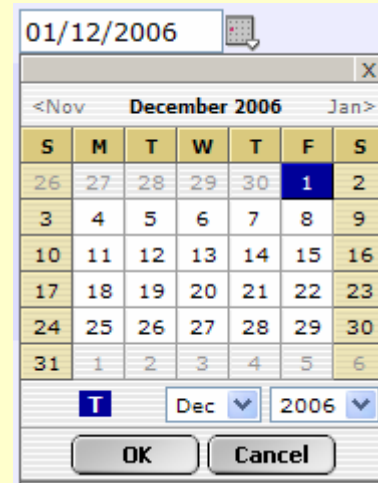 01/12/2006
X
<Nov December 2006 Jan>
S M T W T F S
26 27 28 29 30 1 2
3 4 5 6 7 8 9
10 11 12 13 14 15 16
17 18 19 20 21 22 23
24 25 26 27 28 29 30
31 1 2 3 4 5 6
T Dec 2006
OK Cancel